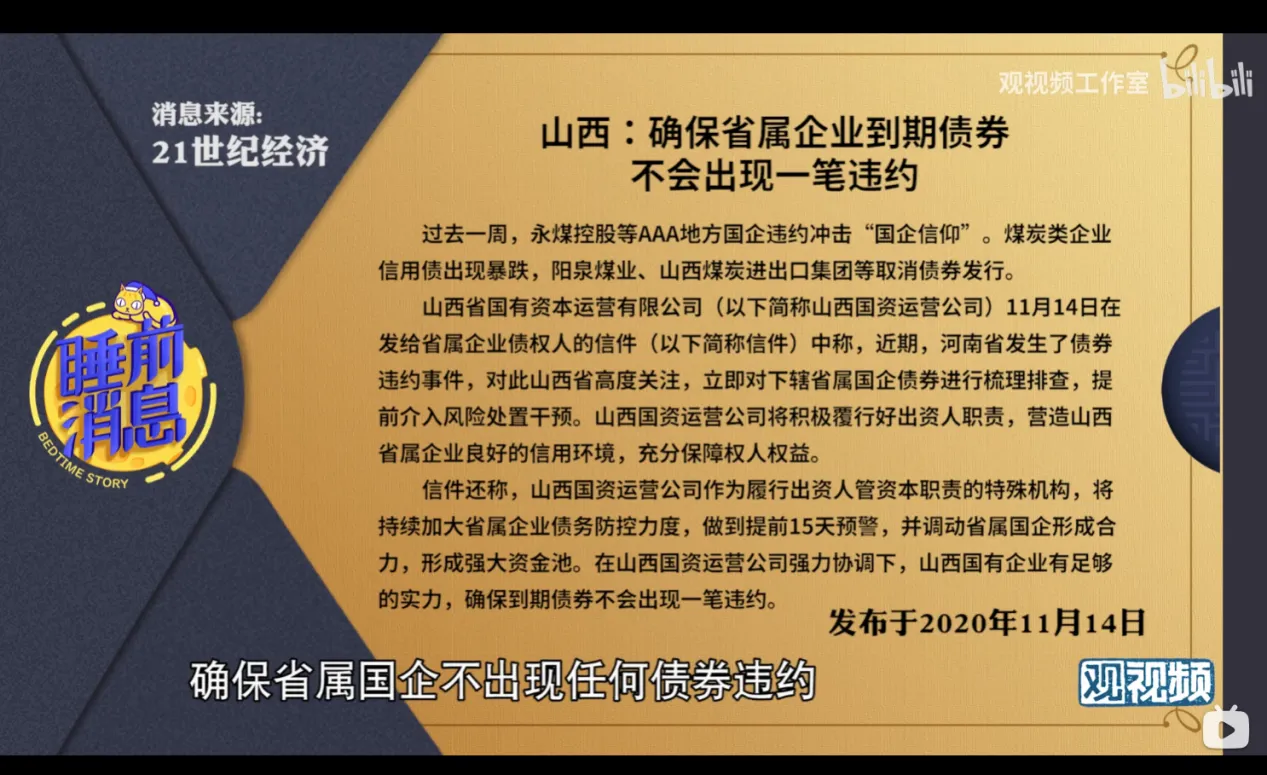 观视频工作室 bilibili
消息来源:
21世纪经济
山西：确保省属企业到期债券
不会出现一笔违约
过去一周，永煤控股等AAA地方国企违约冲击“国企信仰”。煤炭类企业
信用债出现暴跌，阳泉煤业、山西煤炭进出口集团等取消债券发行。
山西省国有资本运营有限公司（以下简称山西国资运营公司）11月14日在
发给省属企业债权人的信件（以下简称信件）中称，近期，河南省发生了债券
违约事件，对此山西省高度关注，立即对下辖省属国企债券进行梳理排查，提
前介入风险处置干预。山西国资运营公司将积极覆行好出资人职责，营造山西
省属企业良好的信用环境，充分保障权人权益。
信件还称，山西国资运营公司作为履行出资人管资本职责的特殊机构，将
持续加大省属企业债务防控力度，做到提前15天预警，并调动省属国企形成合
力，形成强大资金池。在山西国资运营公司强力协调下，山西国有企业有足够
的实力，确保到期债券不会出现一笔违约。
发布于2020年11月14日
睡前
消息
BEDTIME STORY
确保省属国企不出现任何债券违约
观视频